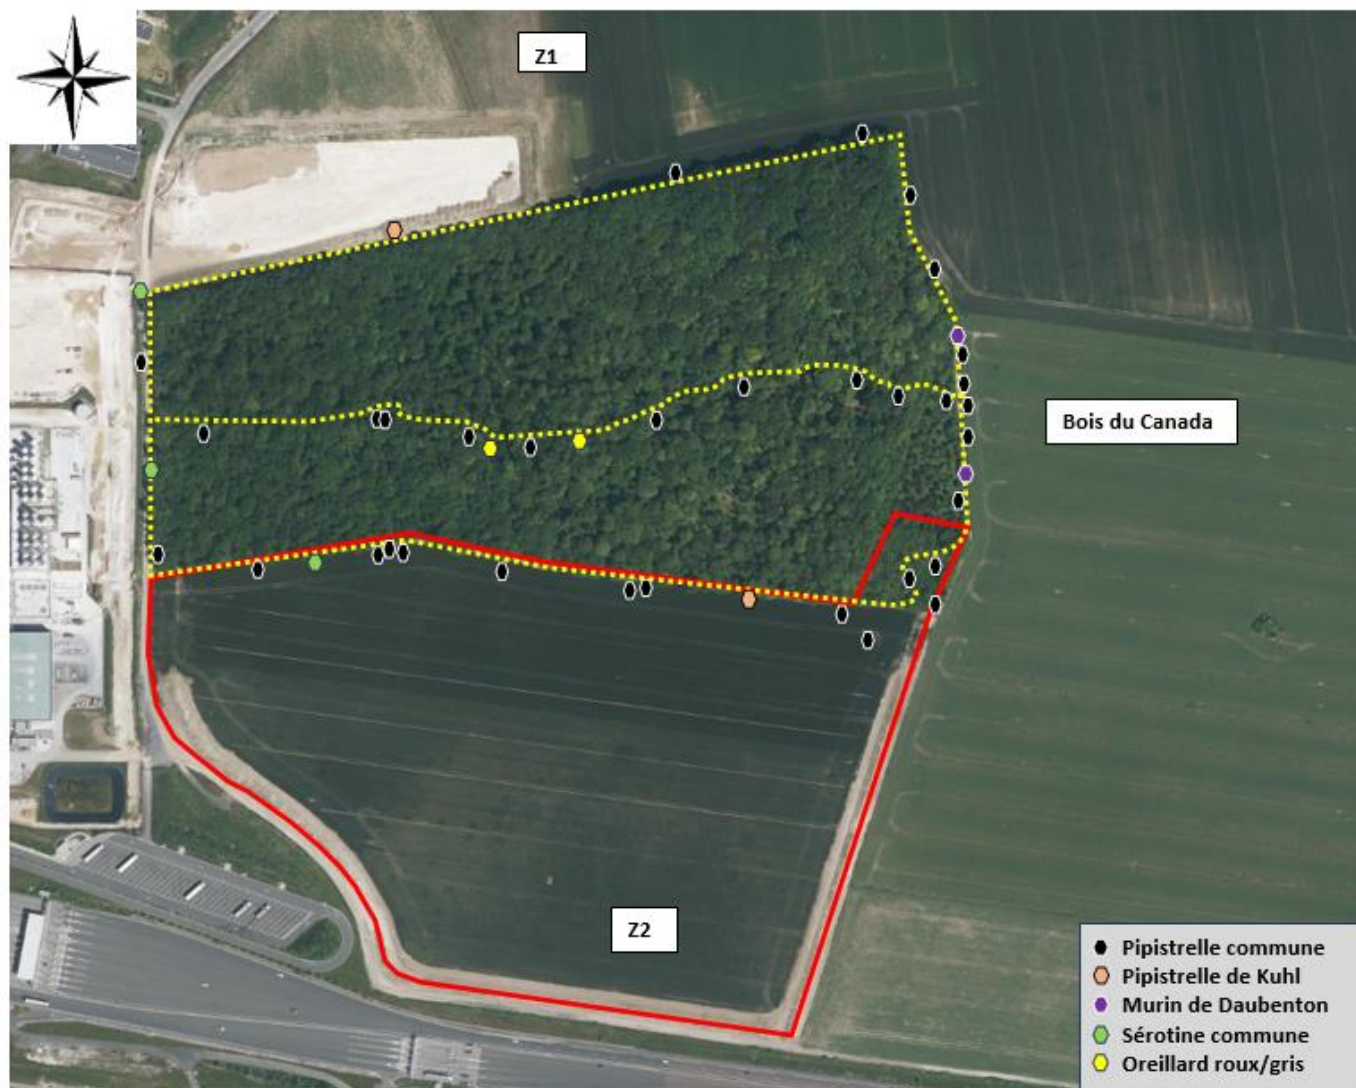 Z1
Bois du Canada
Z2
Pipistrelle commune
Pipistrelle de Kuhl
Murin de Daubenton
Sérotine commune
Oreillard roux/gris